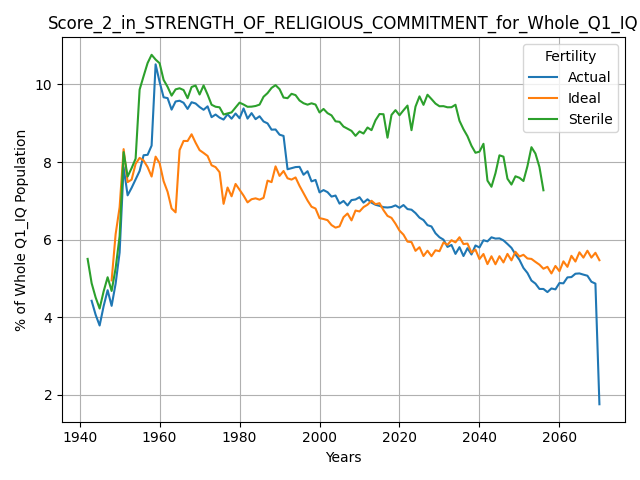 Score_2_in_STRENGTH_OF_RELIGIOUS_COMMITMENT_for_Whole_Q1_IQ
% of Whole Q1_IQ Population
10
8
6
4
2
Fertility
Actual
Ideal
Sterile
1940 1960 1980 2000 2020 2040 2060
Years